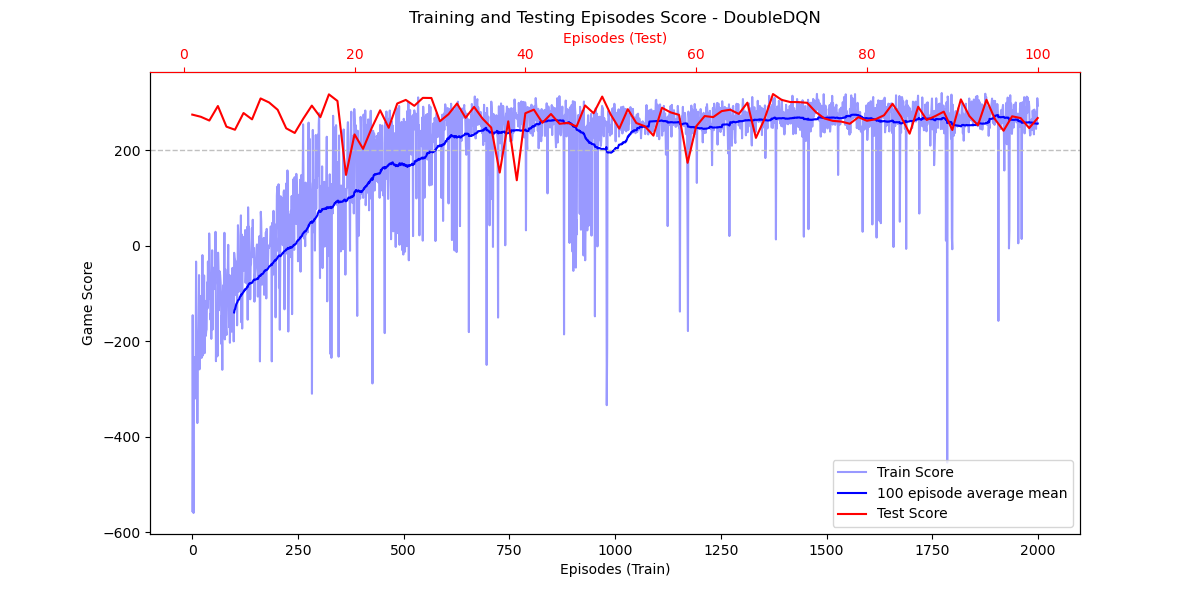 Training and Testing Episodes Score - DoubleDQN
Episodes (Test)
0 20 40 60 80 100
200
0
−200
−400
−600
Game Score
Train Score
100 episode average mean
Test Score
0 250 500 750 1000 1250 1500 1750 2000
Episodes (Train)